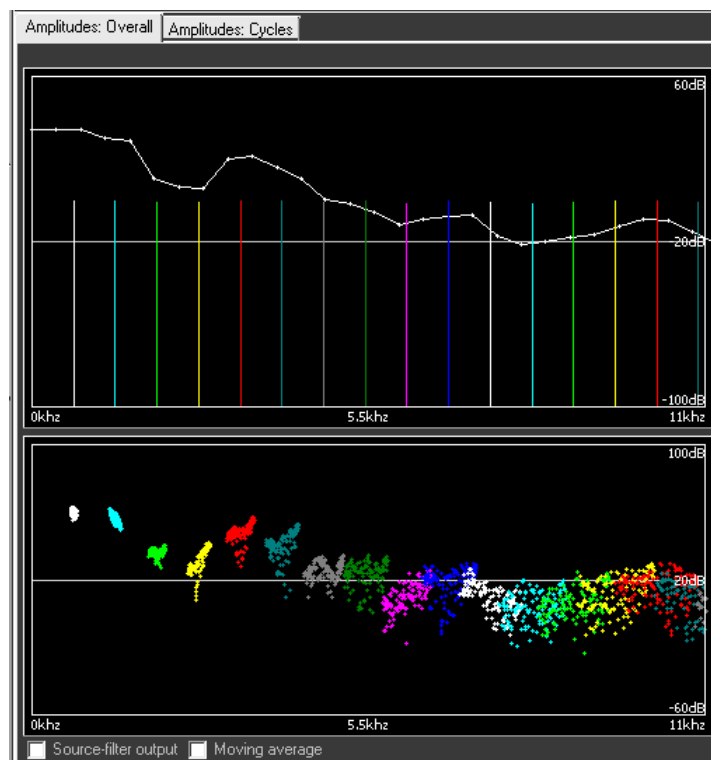 Amplitudes: Overall Amplitudes: Cycles
60dB
-20dB
-100dB
0khz 5.5khz 11khz
100dB
20dB
-60dB
0khz 5.5khz 11khz
Source-filter output Moving average